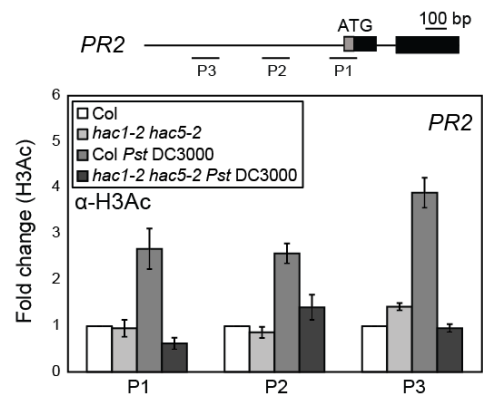 ATG
100 bp
PR2
P3 P2 P1
6
5
4
3
2
1
0
Fold change (H3Ac)
Col
hac1-2 hac5-2
Col Pst DC3000
hac1-2 hac5-2 Pst DC3000
PR2
α-H3Ac
P1 P2 P3